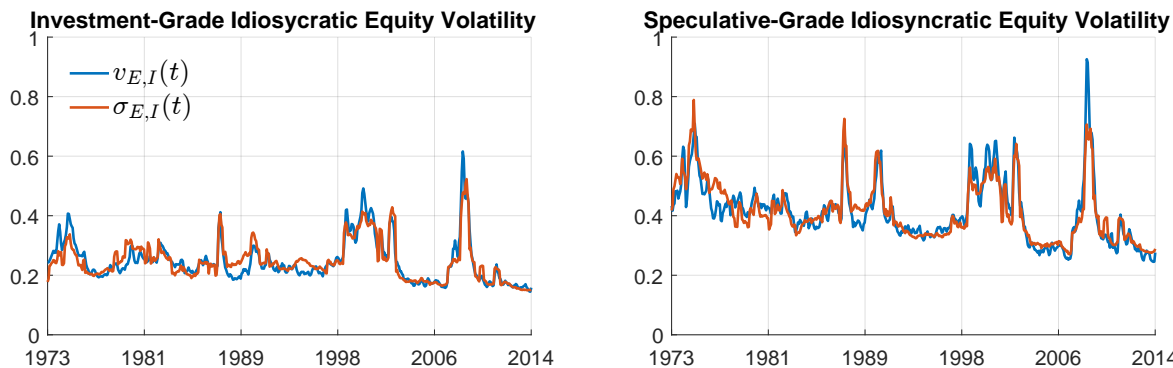 Investment-Grade Idiosycratic Equity Volatility
1
0.8
0.6
0.4
0.2
0
1973 1981 1989 1998 2006 2014
v_{E,I}(t)
σ_{E,I}(t)
Speculative-Grade Idiosyncratic Equity Volatility
1
0.8
0.6
0.4
0.2
0
1973 1981 1989 1998 2006 2014